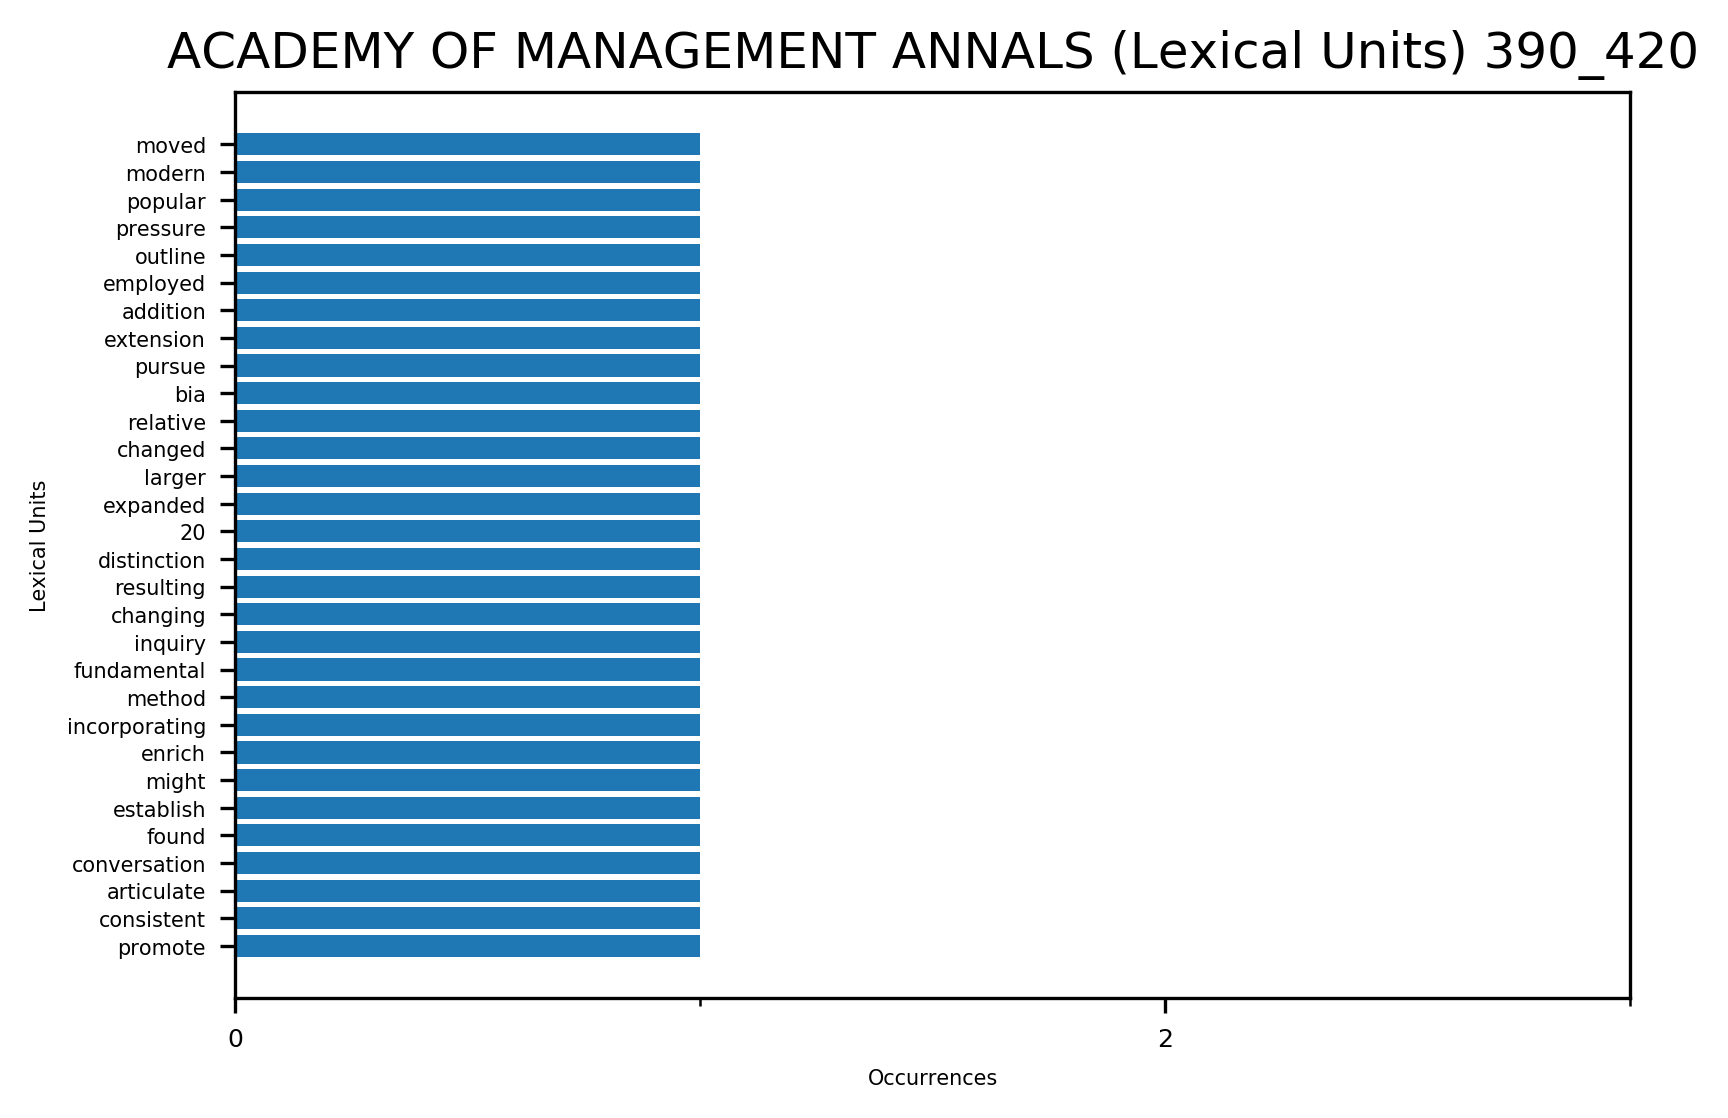 ACADEMY OF MANAGEMENT ANNALS (Lexical Units) 390_420
moved
modern
popular
pressure
outline
employed
addition
extension
pursue
bia
relative
changed
larger
expanded
20
distinction
resulting
changing
inquiry
fundamental
method
incorporating
enrich
might
establish
found
conversation
articulate
consistent
promote
Lexical Units
0 2
Occurrences